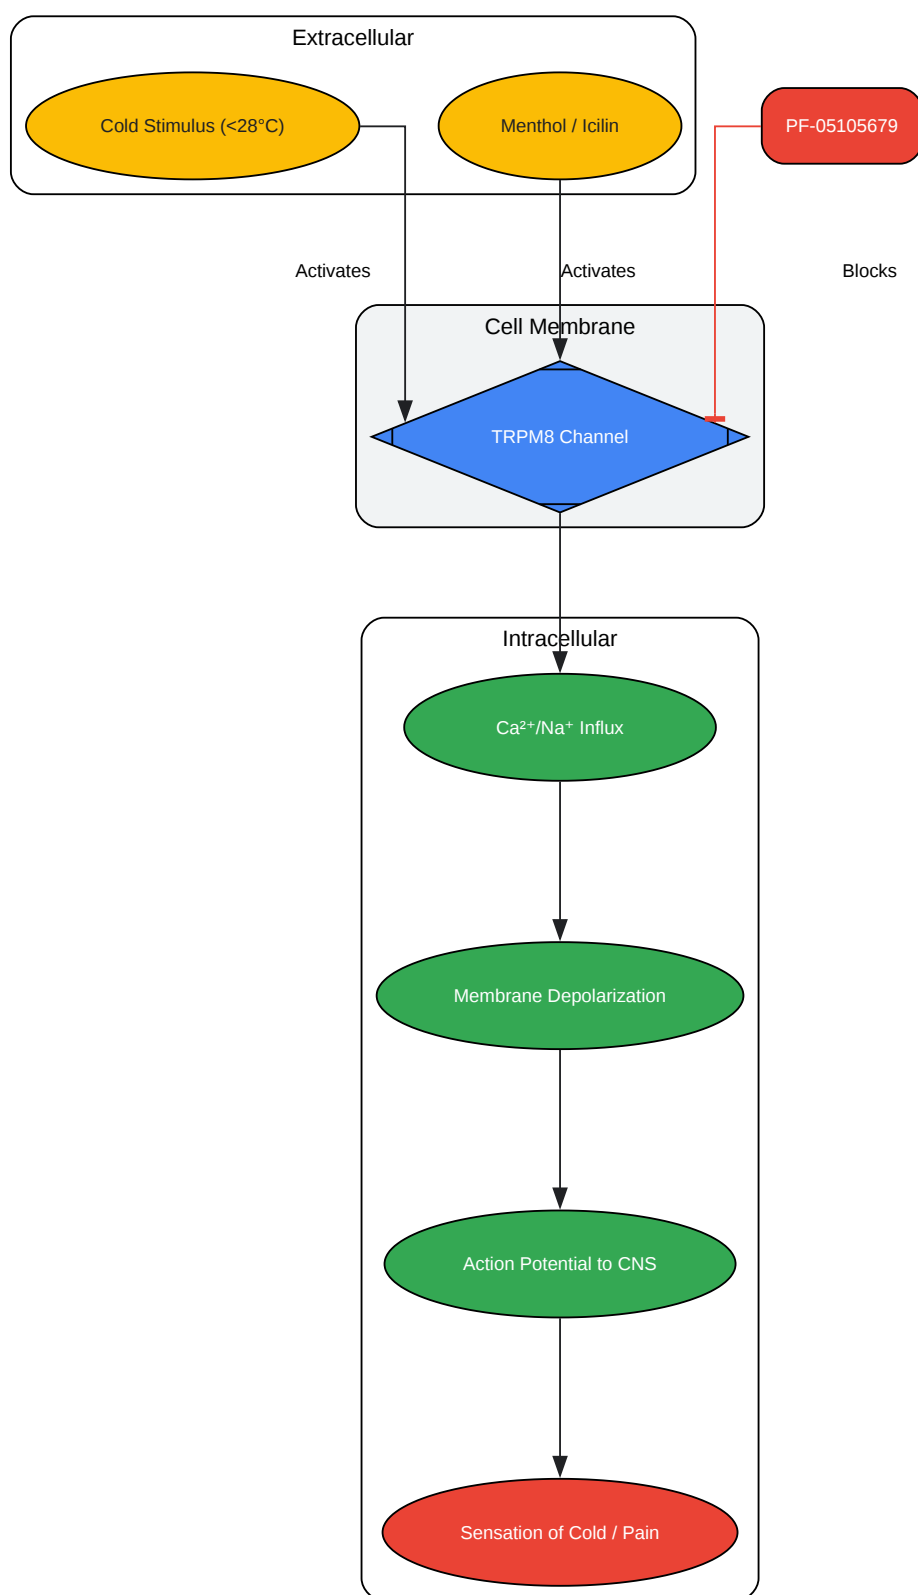 Extracellular
Cold Stimulus (<28°C)
Menthol / Icilin
PF-05105679
Activates
Activates
Blocks
Cell Membrane
TRPM8 Channel
Intracellular
Ca²⁺/Na⁺ Influx
Membrane Depolarization
Action Potential to CNS
Sensation of Cold / Pain